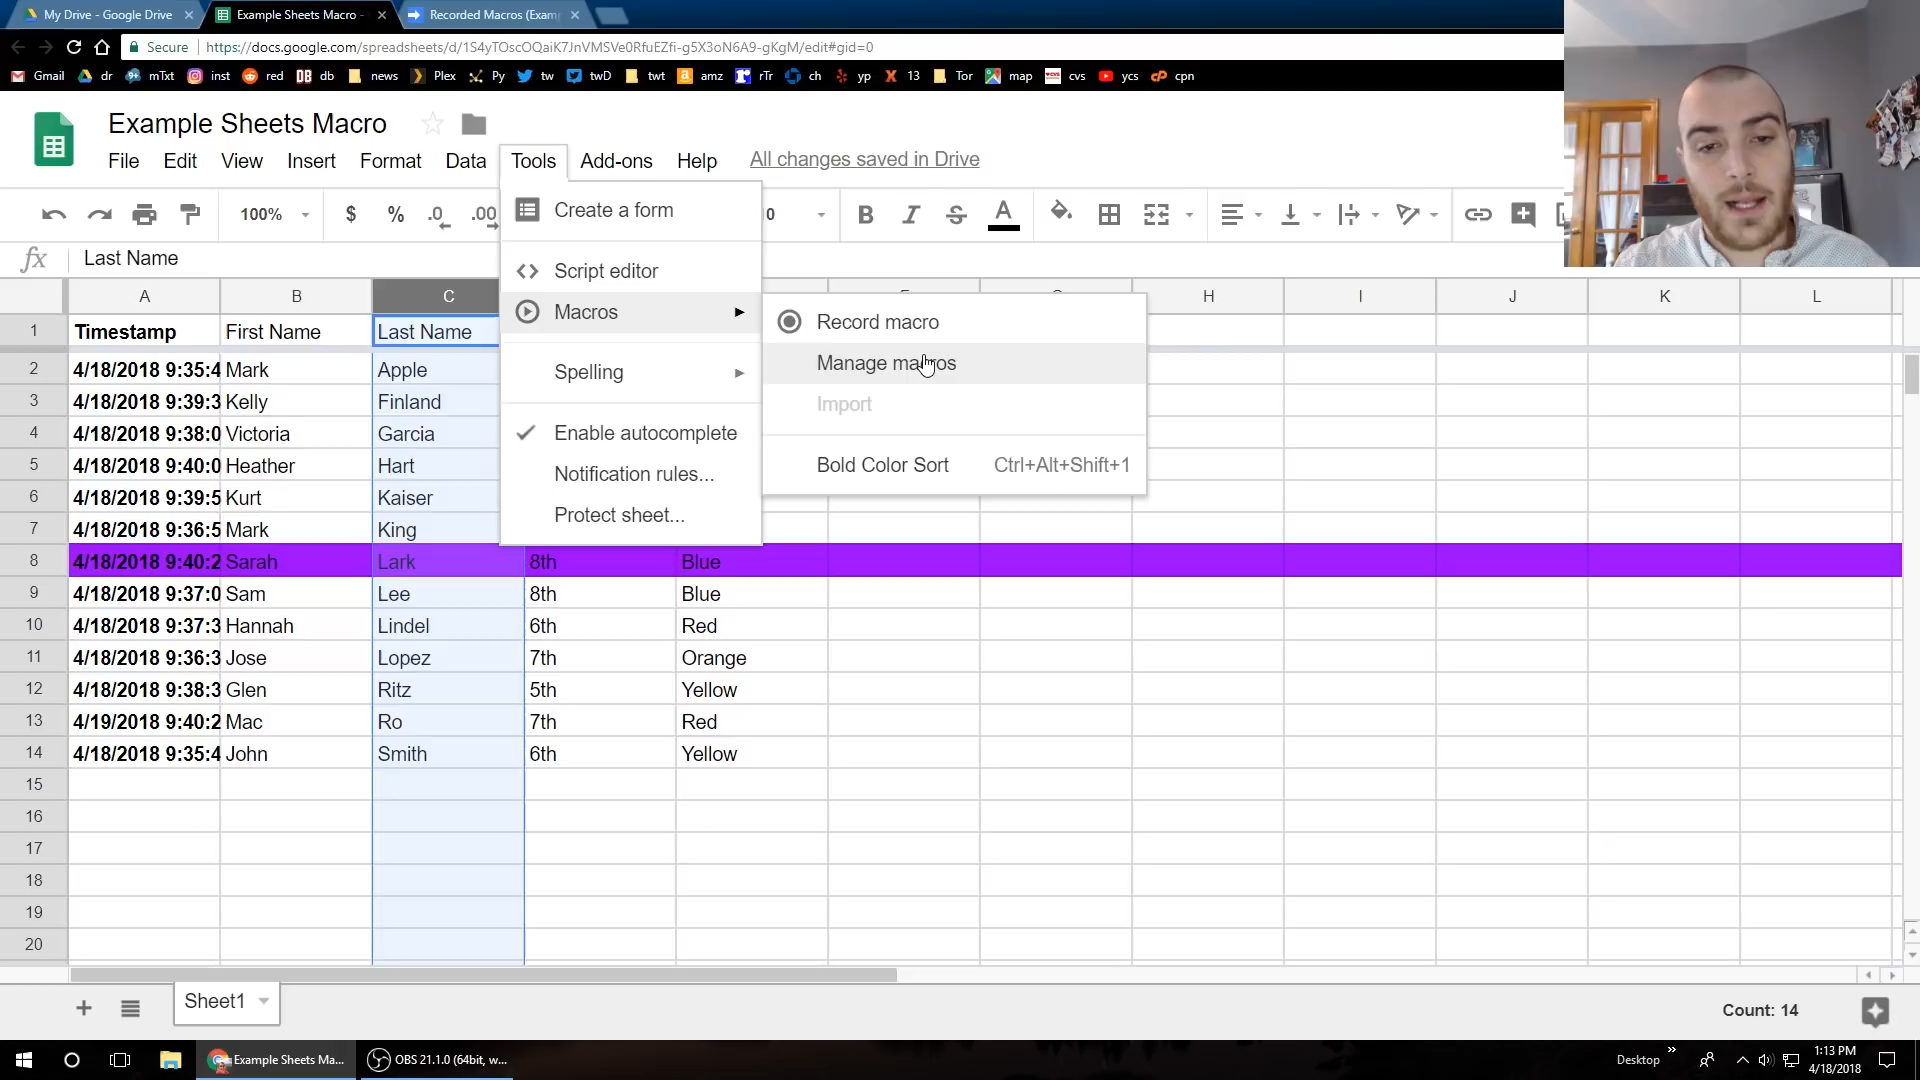 My Drive - Google Drive
Example Sheets Macro -
Recorded Macros (Exam
Secure
https://docs.google.com/spreadsheets/d/1S4yTOscOQaiK7JnVMSVe0RfuEZfi-g5X3oN6A9-gKgM/edit#gid=0
Gmail dr mTxt inst red db news Plex Py tw twD twt amz rTr ch yp 13 Tor map cvs ycs cpn
Example Sheets Macro
File Edit View Insert Format Data Tools Add-ons Help All changes saved in Drive
100% $ % .0 .00 0 B I S A
fx Last Name
Create a form
Script editor
Macros
Spelling
Enable autocomplete
Notification rules...
Protect sheet...
Record macro
Manage macros
Import
Bold Color Sort Ctrl+Alt+Shift+1
A B C H I J K L
1 Timestamp First Name Last Name
2 4/18/2018 9:35:4 Mark Apple
3 4/18/2018 9:39:3 Kelly Finland
4 4/18/2018 9:38:0 Victoria Garcia
5 4/18/2018 9:40:0 Heather Hart
6 4/18/2018 9:39:5 Kurt Kaiser
7 4/18/2018 9:36:5 Mark King
8 4/18/2018 9:40:2 Sarah Lark 8th Blue
9 4/18/2018 9:37:0 Sam Lee 8th Blue
10 4/18/2018 9:37:3 Hannah Lindel 6th Red
11 4/18/2018 9:36:3 Jose Lopez 7th Orange
12 4/18/2018 9:38:3 Glen Ritz 5th Yellow
13 4/19/2018 9:40:2 Mac Ro 7th Red
14 4/18/2018 9:35:4 John Smith 6th Yellow
15
16
17
18
19
20
Sheet1
Count: 14
Example Sheets Ma...
OBS 21.1.0 (64bit, w...
Desktop
1:13 PM
4/18/2018